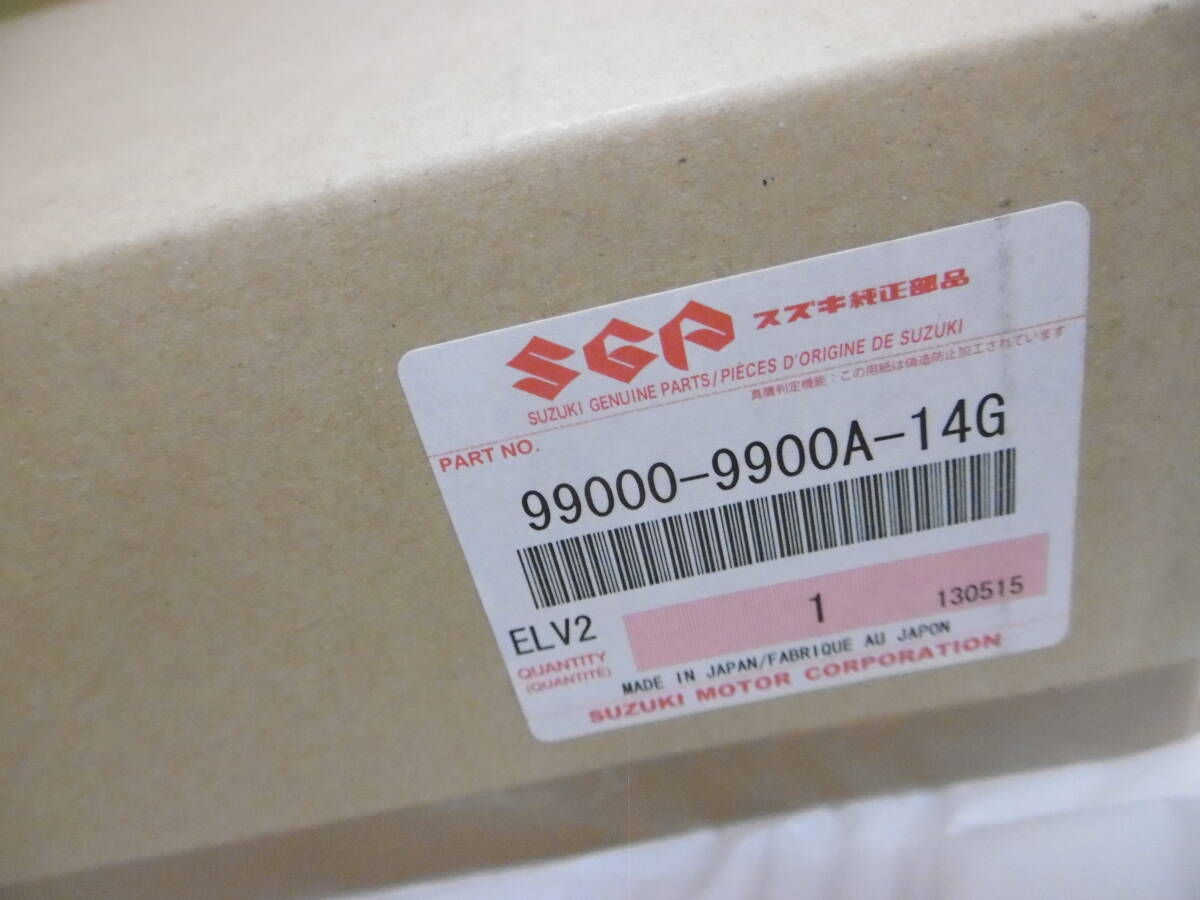 SGP スズキ純正部品
SUZUKI GENUINE PARTS/PIÈCES D'ORIGINE DE SUZUKI
真贋判定機能：この用紙は偽造防止加工されています
PART NO.
99000-9900A-14G
ELV2 1 130515
QUANTITY
(QUANTITÉ)
MADE IN JAPAN/FABRIQUE AU JAPON
SUZUKI MOTOR CORPORATION